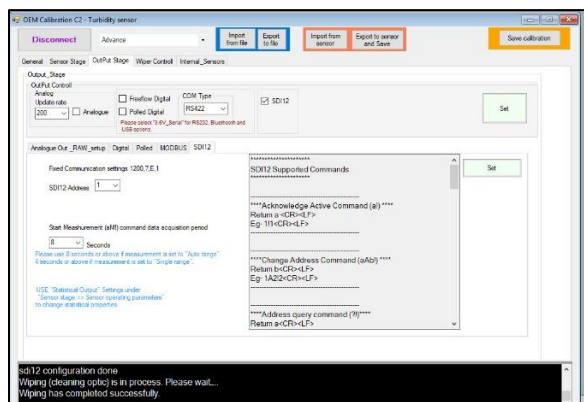 OEM Calibration C2 - Turbidity sensor
Disconnect
Advance
Import from file
Export to file
Import from sensor
Export to sensor and Save
Save calibration
General Sensor Stage OutPut Stage Wiper Controll Internal_Sensors
Output_Stage
OutPut Controll
Analog
Update rate
200
Analogue
Freeflow Digital
Polled Digital
COM Type
RS422
Please select "3.6V_Serial" for RS232, Bluetooth and
USB options.
SDI12
Set
Analogue Out _RAW_setup Digital Polled MODBUS SDI12
Fixed Communication settings 1200,7,E,1
SDI12 Address 1
Start Measurement (aM!) command data acquistion period
8 Seconds
Please use 8 seconds or above if measurement is set to "Auto range"
4 seconds or above if measurement is set to "Single range".
USE "Statistical Output" Settings under
"Sensor stage >> Sensor operating parameters"
to change statistical properties
**********************
SDI12 Supported Commands
**********************
****Acknowledge Active Command (a!) ****
Return a <CR><LF>
Eg- 1!1<CR><LF>
****Change Address Command (aAb!) ****
Return b<CR><LF>
Eg- 1A2!2<CR><LF>
****Address query command (?!)****
Return a<CR><LF>
Set
sdi12 configuration done
Wiping (cleaning optic) is in process. Please wait...
Wiping has completed successfully.